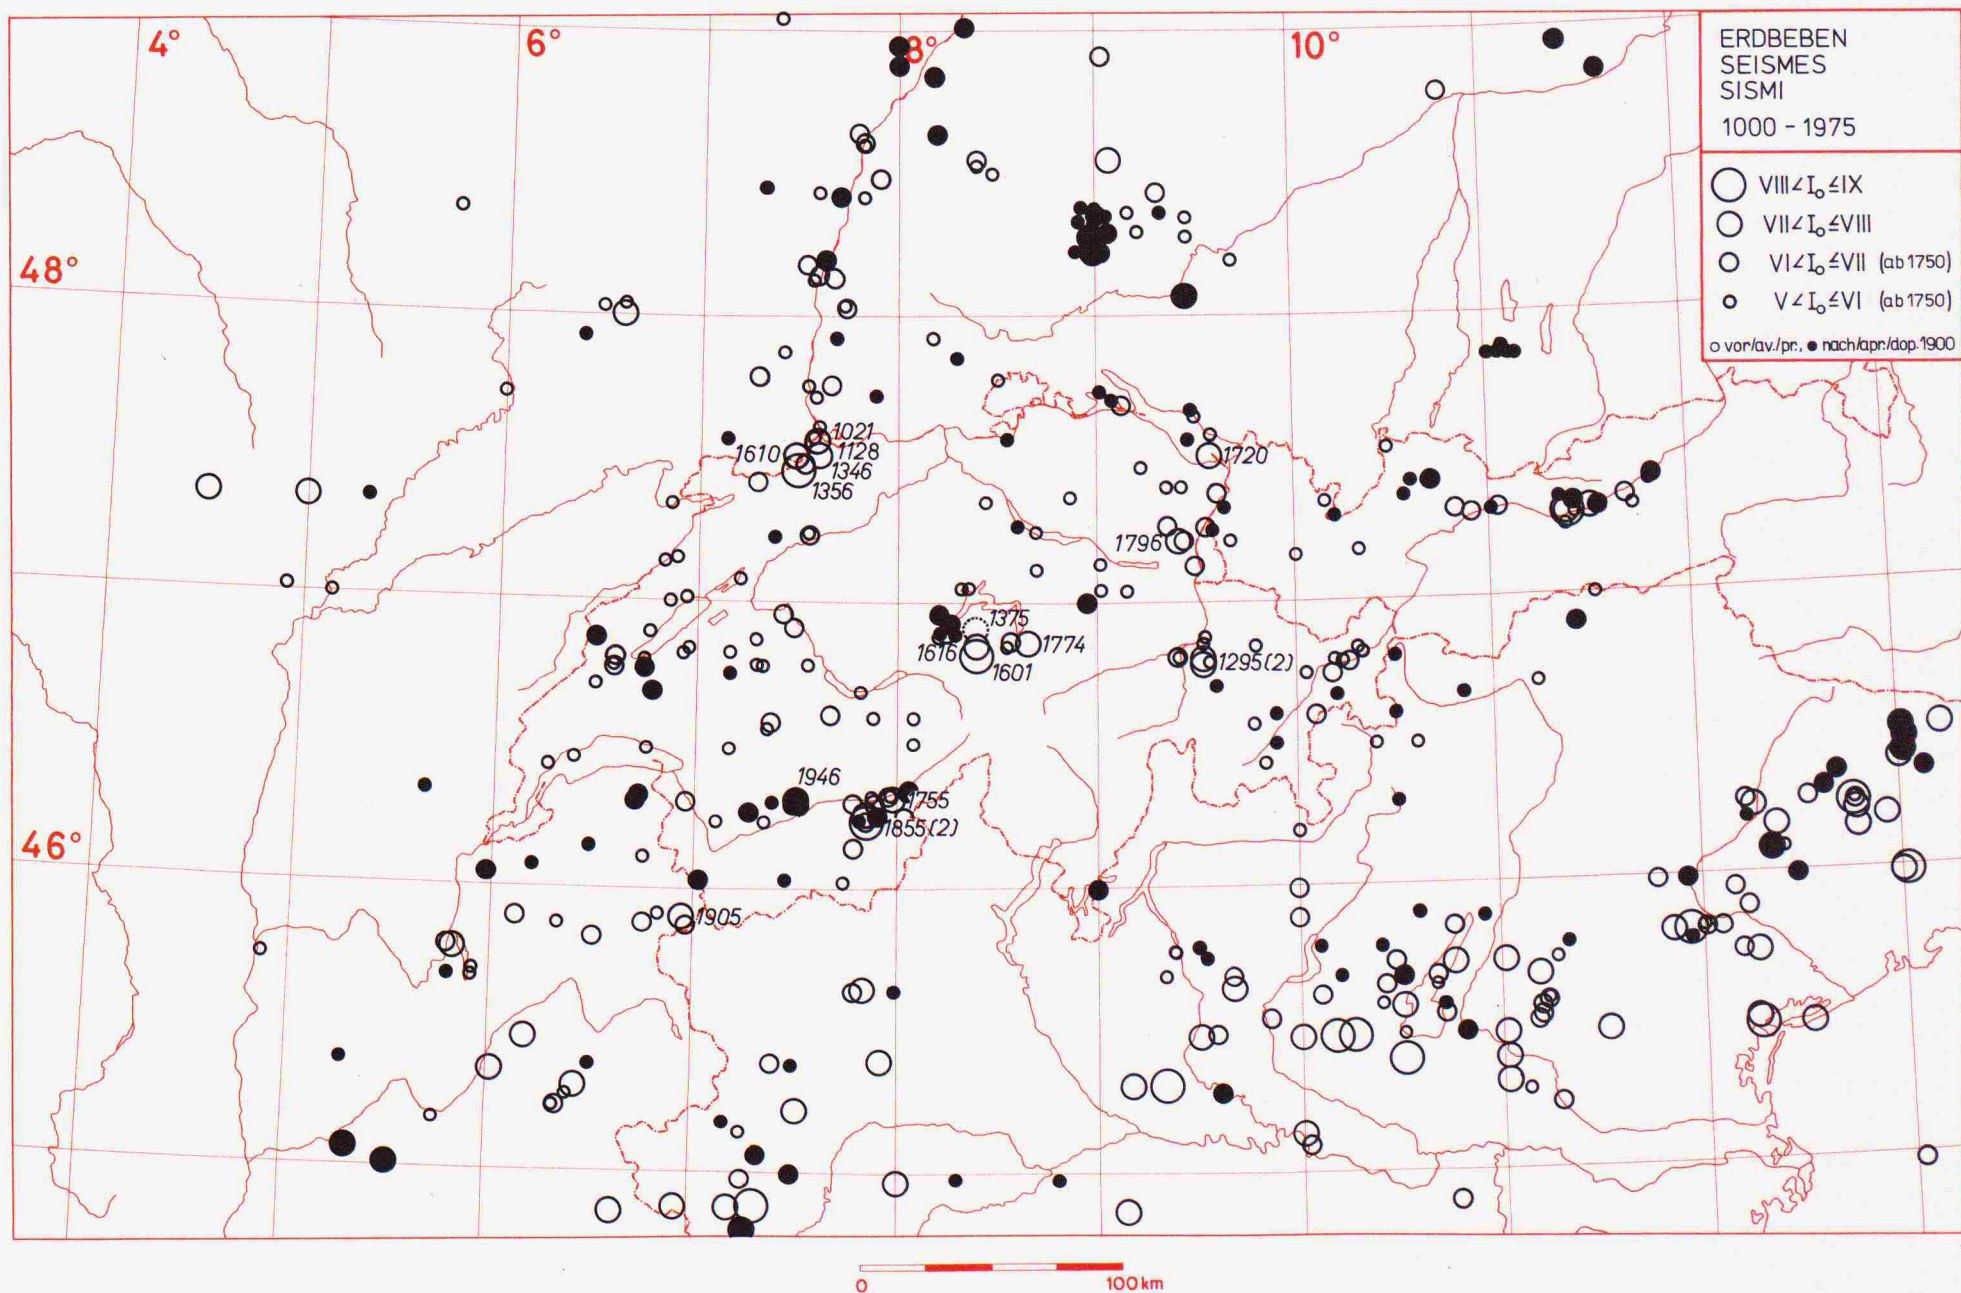 4° 6° 8° 10°
ERDBEBEN
SEISMES
SISMI
1000 - 1975
VIII<I₀≤IX
VII<I₀≤VIII
VI<I₀≤VII (ab 1750)
V<I₀≤VI (ab 1750)
o vor/av./pr., ● nach/apr./dop. 1900
48°
1021
1610 1128
1346
1356
1720
1796
1375
1616 1774
1601
1295(2)
1946
1755
1855(2)
46°
1905
0 100 km